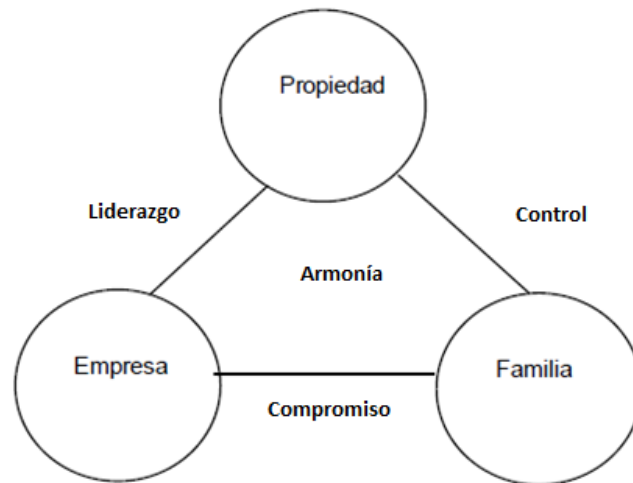 Propiedad
Liderazgo
Control
Armonía
Empresa
Familia
Compromiso